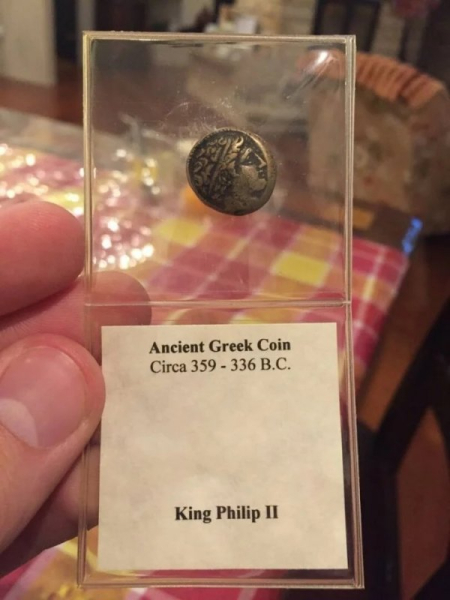 Ancient Greek Coin
Circa 359 - 336 B.C.
King Philip II